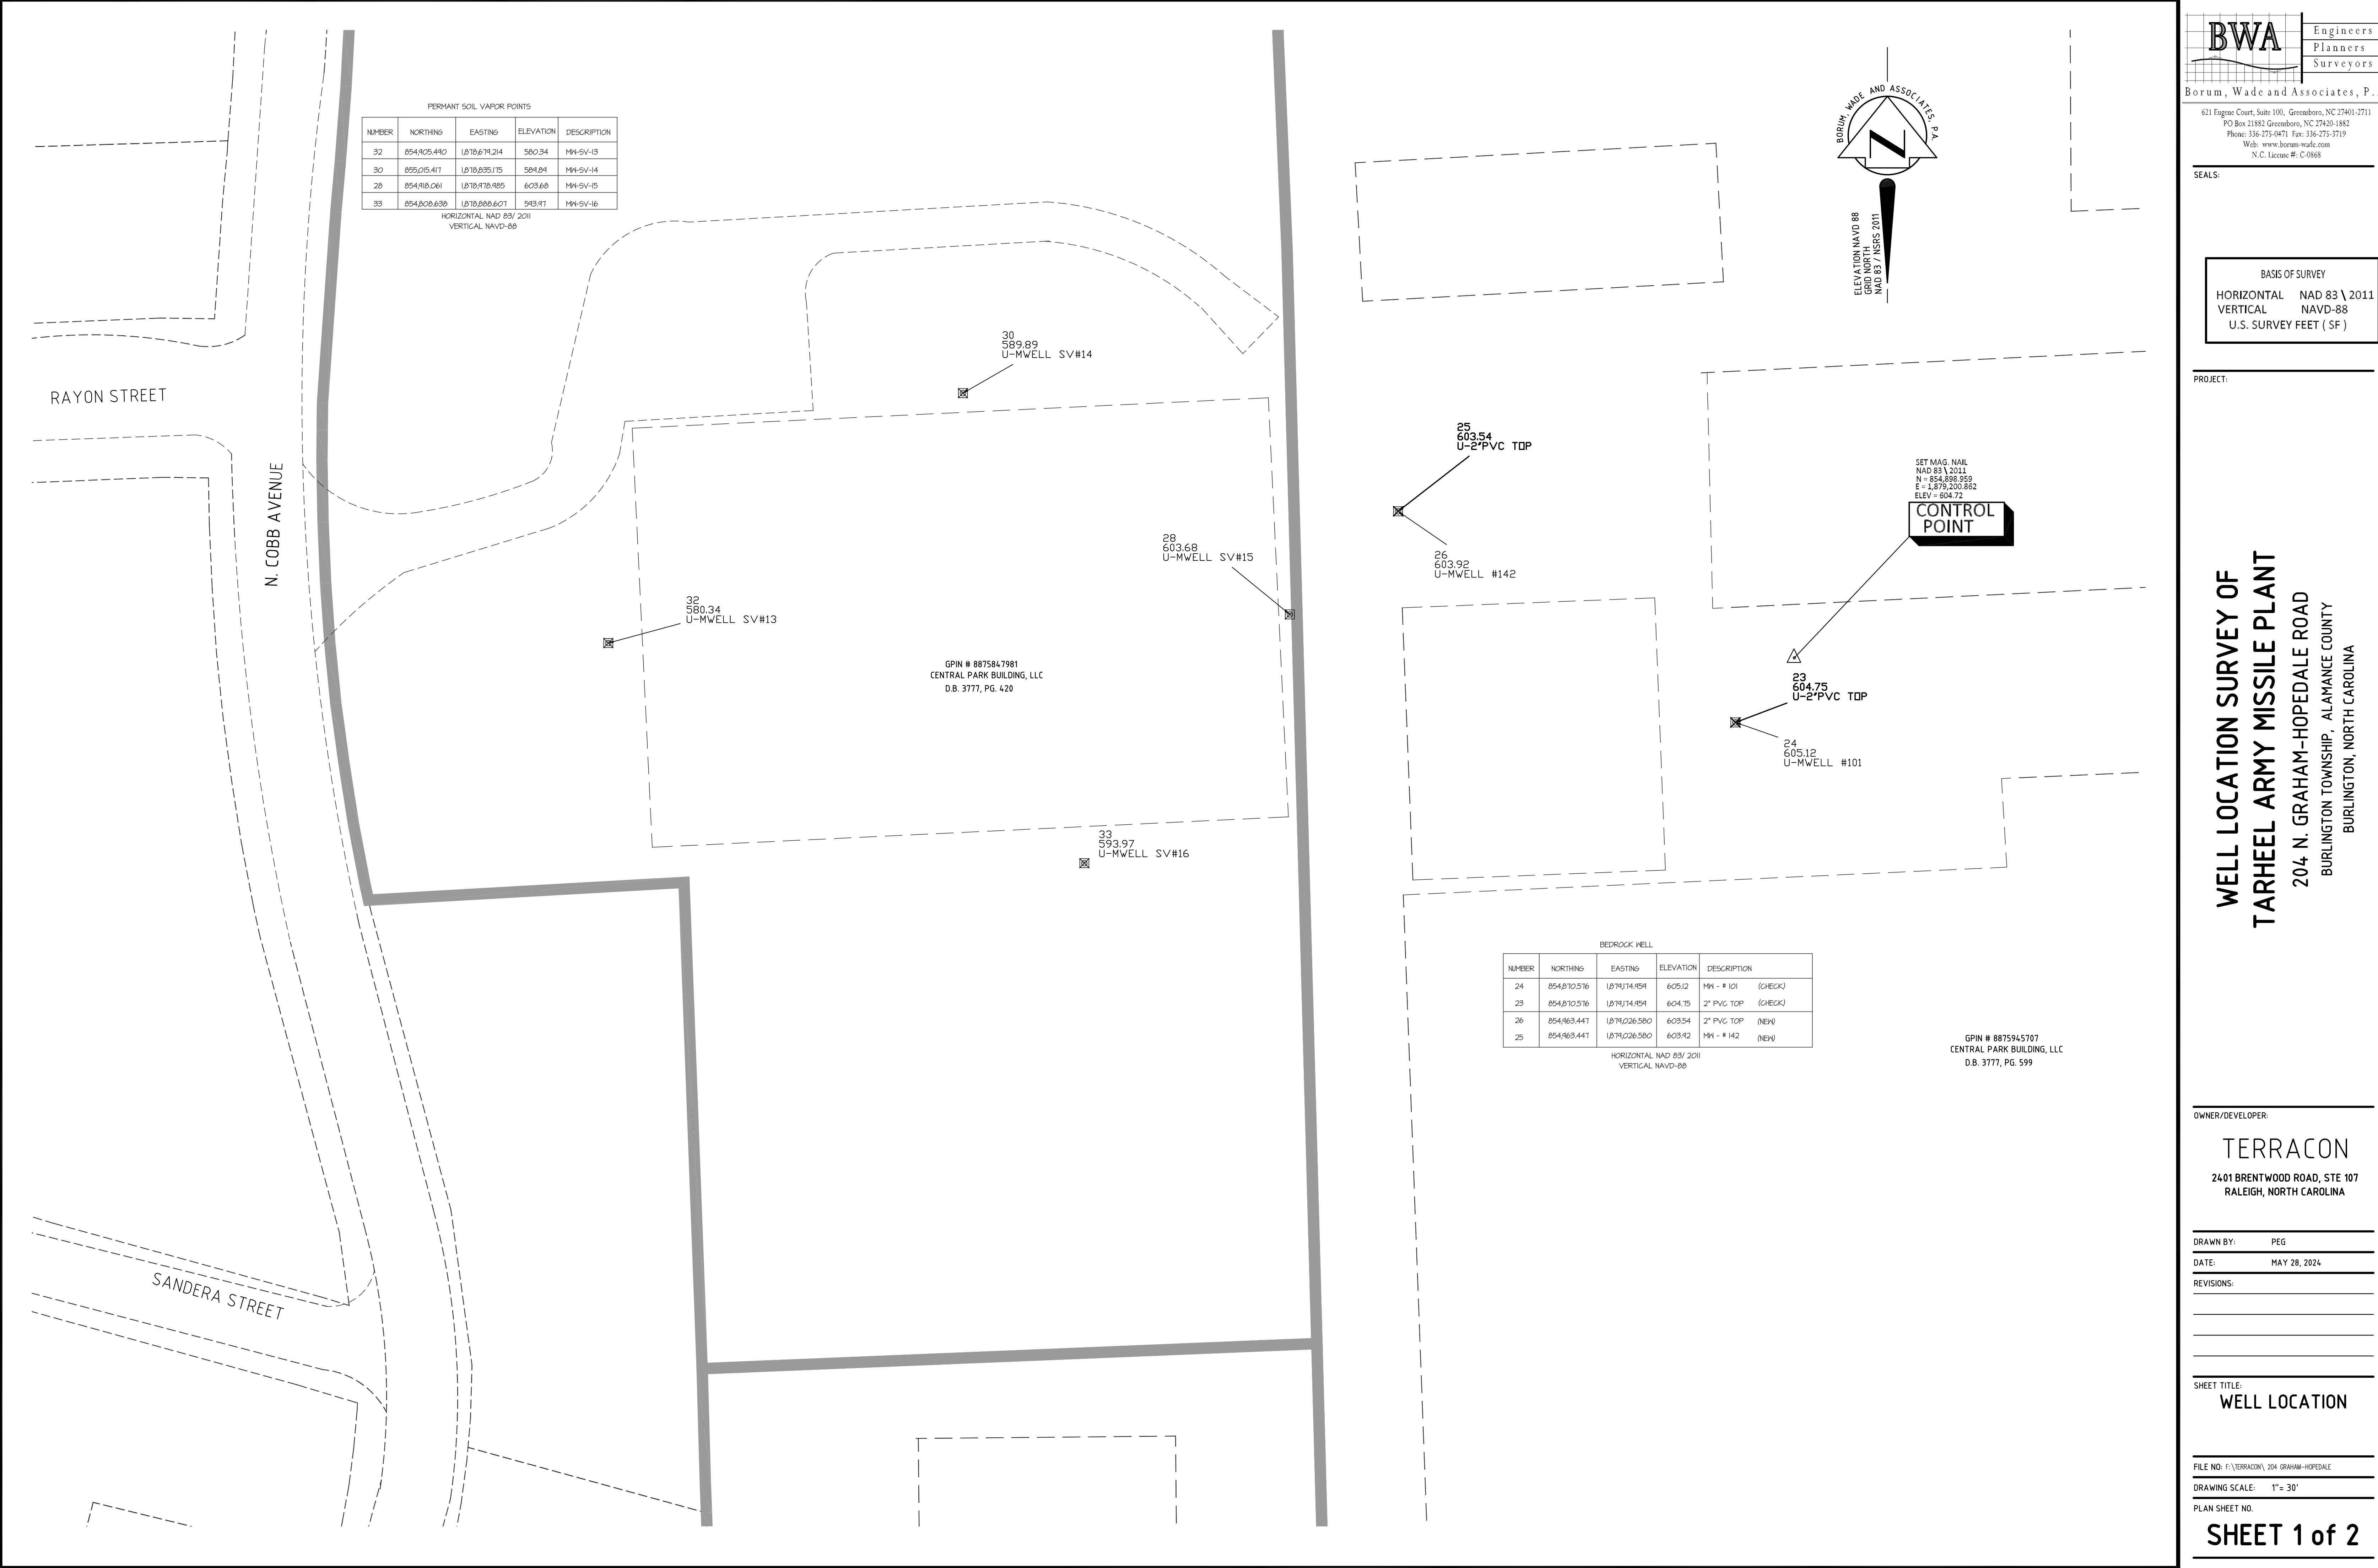 PERMANT SOIL VAPOR POINTS
NUMBER NORTHING EASTING ELEVATION DESCRIPTION
32 854,905.490 1,878,679.214 580.34 MW-SV-13
30 855,015.417 1,878,835.175 589.89 MW-SV-14
28 854,918.061 1,878,978.985 603.68 MW-SV-15
33 854,808.638 1,878,888.607 593.97 MW-SV-16
HORIZONTAL NAD 83/ 2011
VERTICAL NAVD-88
BORUM, WADE AND ASSOCIATES, P.A.
N
ELEVATION NAVD 88
GRID NORTH
NAD 83 / NSRS 2011
RAYON STREET
N. COBB AVENUE
SANDERA STREET
30
589.89
U-MWELL SV#14
25
603.54
U-2"PVC TOP
26
603.92
U-MWELL #142
28
603.68
U-MWELL SV#15
32
580.34
U-MWELL SV#13
GPIN # 8875847981
CENTRAL PARK BUILDING, LLC
D.B. 3777, PG. 420
33
593.97
U-MWELL SV#16
SET MAG. NAIL
NAD 83 \ 2011
N = 854,898.959
E = 1,879,200.862
ELEV = 604.72
CONTROL
POINT
23
604.75
U-2"PVC TOP
24
605.12
U-MWELL #101
BEDROCK WELL
NUMBER NORTHING EASTING ELEVATION DESCRIPTION
24 854,870.576 1,879,174.959 605.12 MW - # 101 (CHECK)
23 854,870.576 1,879,174.959 604.75 2" PVC TOP (CHECK)
26 854,963.447 1,879,026.580 603.54 2" PVC TOP (NEW)
25 854,963.447 1,879,026.580 603.92 MW - # 142 (NEW)
HORIZONTAL NAD 83/ 2011
VERTICAL NAVD-88
GPIN # 8875945707
CENTRAL PARK BUILDING, LLC
D.B. 3777, PG. 599
BWA
Engineers
Planners
Surveyors
Borum, Wade and Associates, P.
621 Eugene Court, Suite 100, Greensboro, NC 27401-2711
PO Box 21882 Greensboro, NC 27420-1882
Phone: 336-275-0471 Fax: 336-275-3719
Web: www.borum-wade.com
N.C. License #: C-0868
SEALS:
BASIS OF SURVEY
HORIZONTAL NAD 83 \ 2011
VERTICAL NAVD-88
U.S. SURVEY FEET ( SF )
PROJECT:
WELL LOCATION SURVEY OF
TARHEEL ARMY MISSILE PLANT
204 N. GRAHAM-HOPEDALE ROAD
BURLINGTON TOWNSHIP, ALAMANCE COUNTY
BURLINGTON, NORTH CAROLINA
OWNER/DEVELOPER:
TERRACON
2401 BRENTWOOD ROAD, STE 107
RALEIGH, NORTH CAROLINA
DRAWN BY: PEG
DATE: MAY 28, 2024
REVISIONS:
SHEET TITLE:
WELL LOCATION
FILE NO: F:\TERRACON\ 204 GRAHAM-HOPEDALE
DRAWING SCALE: 1"= 30'
PLAN SHEET NO.
SHEET 1 of 2